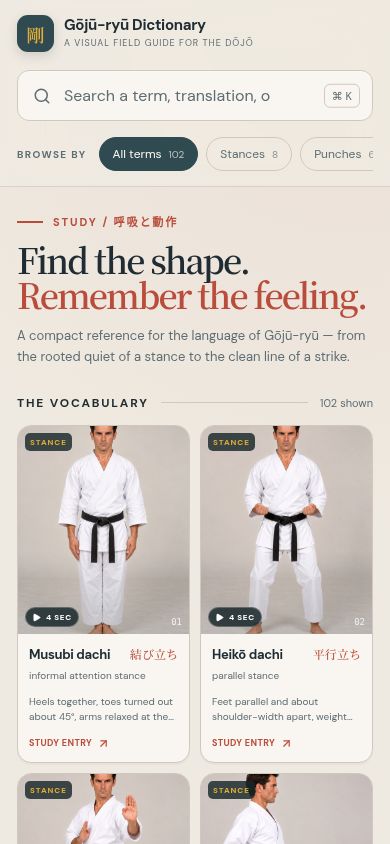 剛
Gōjū-ryū Dictionary
A VISUAL FIELD GUIDE FOR THE DŌJŌ
Search a term, translation, o
⌘ K
BROWSE BY
All terms 102
Stances 8
Punches 6
STUDY / 呼吸と動作
Find the shape.
Remember the feeling.
A compact reference for the language of Gōjū-ryū — from
the rooted quiet of a stance to the clean line of a strike.
THE VOCABULARY
102 shown
STANCE
4 SEC
01
Musubi dachi
結び立ち
informal attention stance
Heels together, toes turned out
about 45°, arms relaxed at the…
STUDY ENTRY
STANCE
4 SEC
02
Heikō dachi
平行立ち
parallel stance
Feet parallel and about
shoulder-width apart, weight…
STUDY ENTRY
STANCE
STANCE